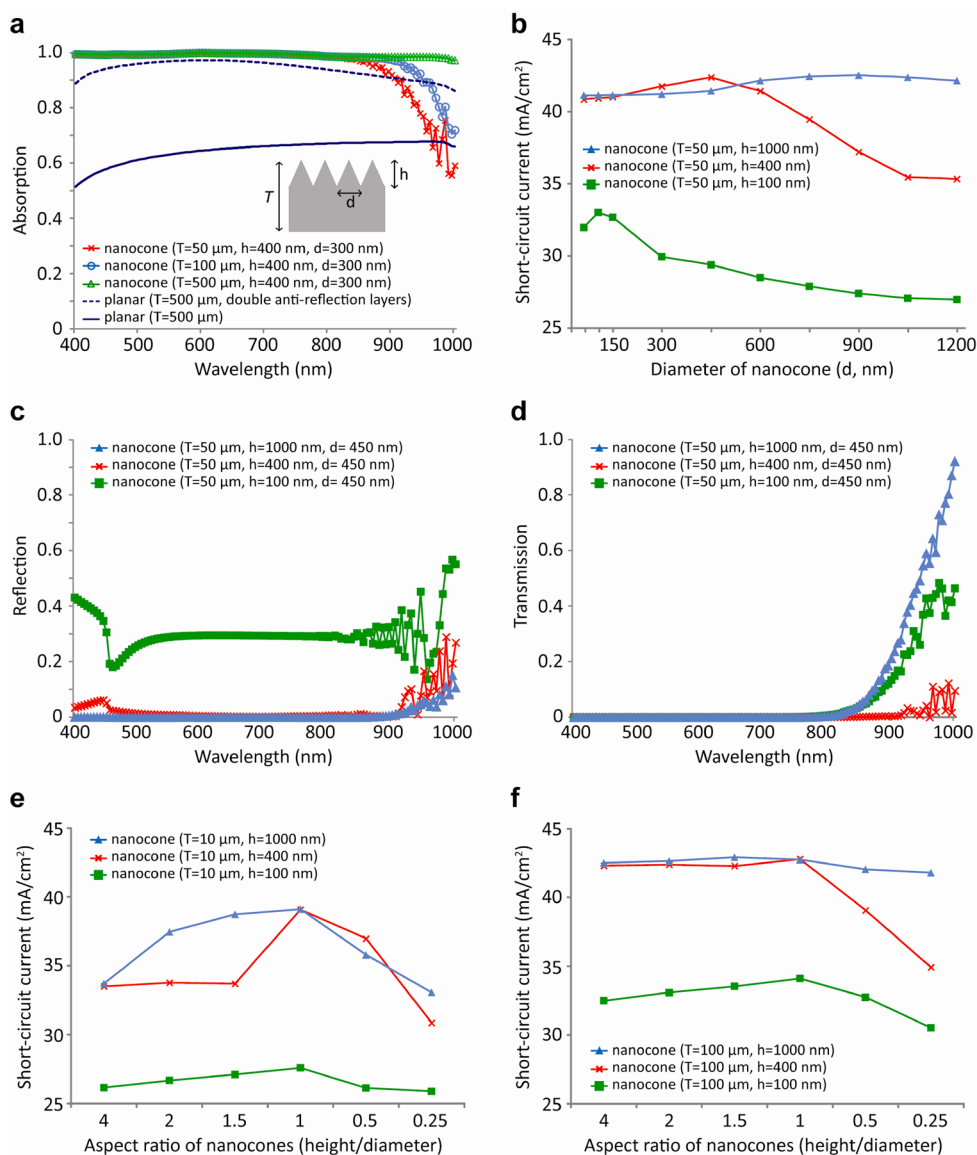 a
1.0
0.8
0.6
0.4
0.2
0
Absorption
T
h
d
nanocone (T=50 µm, h=400 nm, d=300 nm)
nanocone (T=100 µm, h=400 nm, d=300 nm)
nanocone (T=500 µm, h=400 nm, d=300 nm)
planar (T=500 µm, double anti-reflection layers)
planar (T=500 µm)
400 500 600 700 800 900 1000
Wavelength (nm)
b
45
40
35
30
25
Short-circuit current (mA/cm²)
nanocone (T=50 µm, h=1000 nm)
nanocone (T=50 µm, h=400 nm)
nanocone (T=50 µm, h=100 nm)
150 300 450 600 750 900 1050 1200
Diameter of nanocone (d, nm)
c
1.0
0.8
0.6
0.4
0.2
0
Reflection
nanocone (T=50 µm, h=1000 nm, d= 450 nm)
nanocone (T=50 µm, h=400 nm, d= 450 nm)
nanocone (T=50 µm, h=100 nm, d= 450 nm)
400 500 600 700 800 900 1000
Wavelength (nm)
d
1.0
0.8
0.6
0.4
0.2
0
Transmission
nanocone (T=50 µm, h=1000 nm, d= 450 nm)
nanocone (T=50 µm, h=400 nm, d=450 nm)
nanocone (T=50 µm, h=100 nm, d=450 nm)
400 500 600 700 800 900 1000
Wavelength (nm)
e
45
40
35
30
25
Short-circuit current (mA/cm²)
nanocone (T=10 µm, h=1000 nm)
nanocone (T=10 µm, h=400 nm)
nanocone (T=10 µm, h=100 nm)
4 2 1.5 1 0.5 0.25
Aspect ratio of nanocones (height/diameter)
f
45
40
35
30
25
Short-circuit current (mA/cm²)
nanocone (T=100 µm, h=1000 nm)
nanocone (T=100 µm, h=400 nm)
nanocone (T=100 µm, h=100 nm)
4 2 1.5 1 0.5 0.25
Aspect ratio of nanocones (height/diameter)